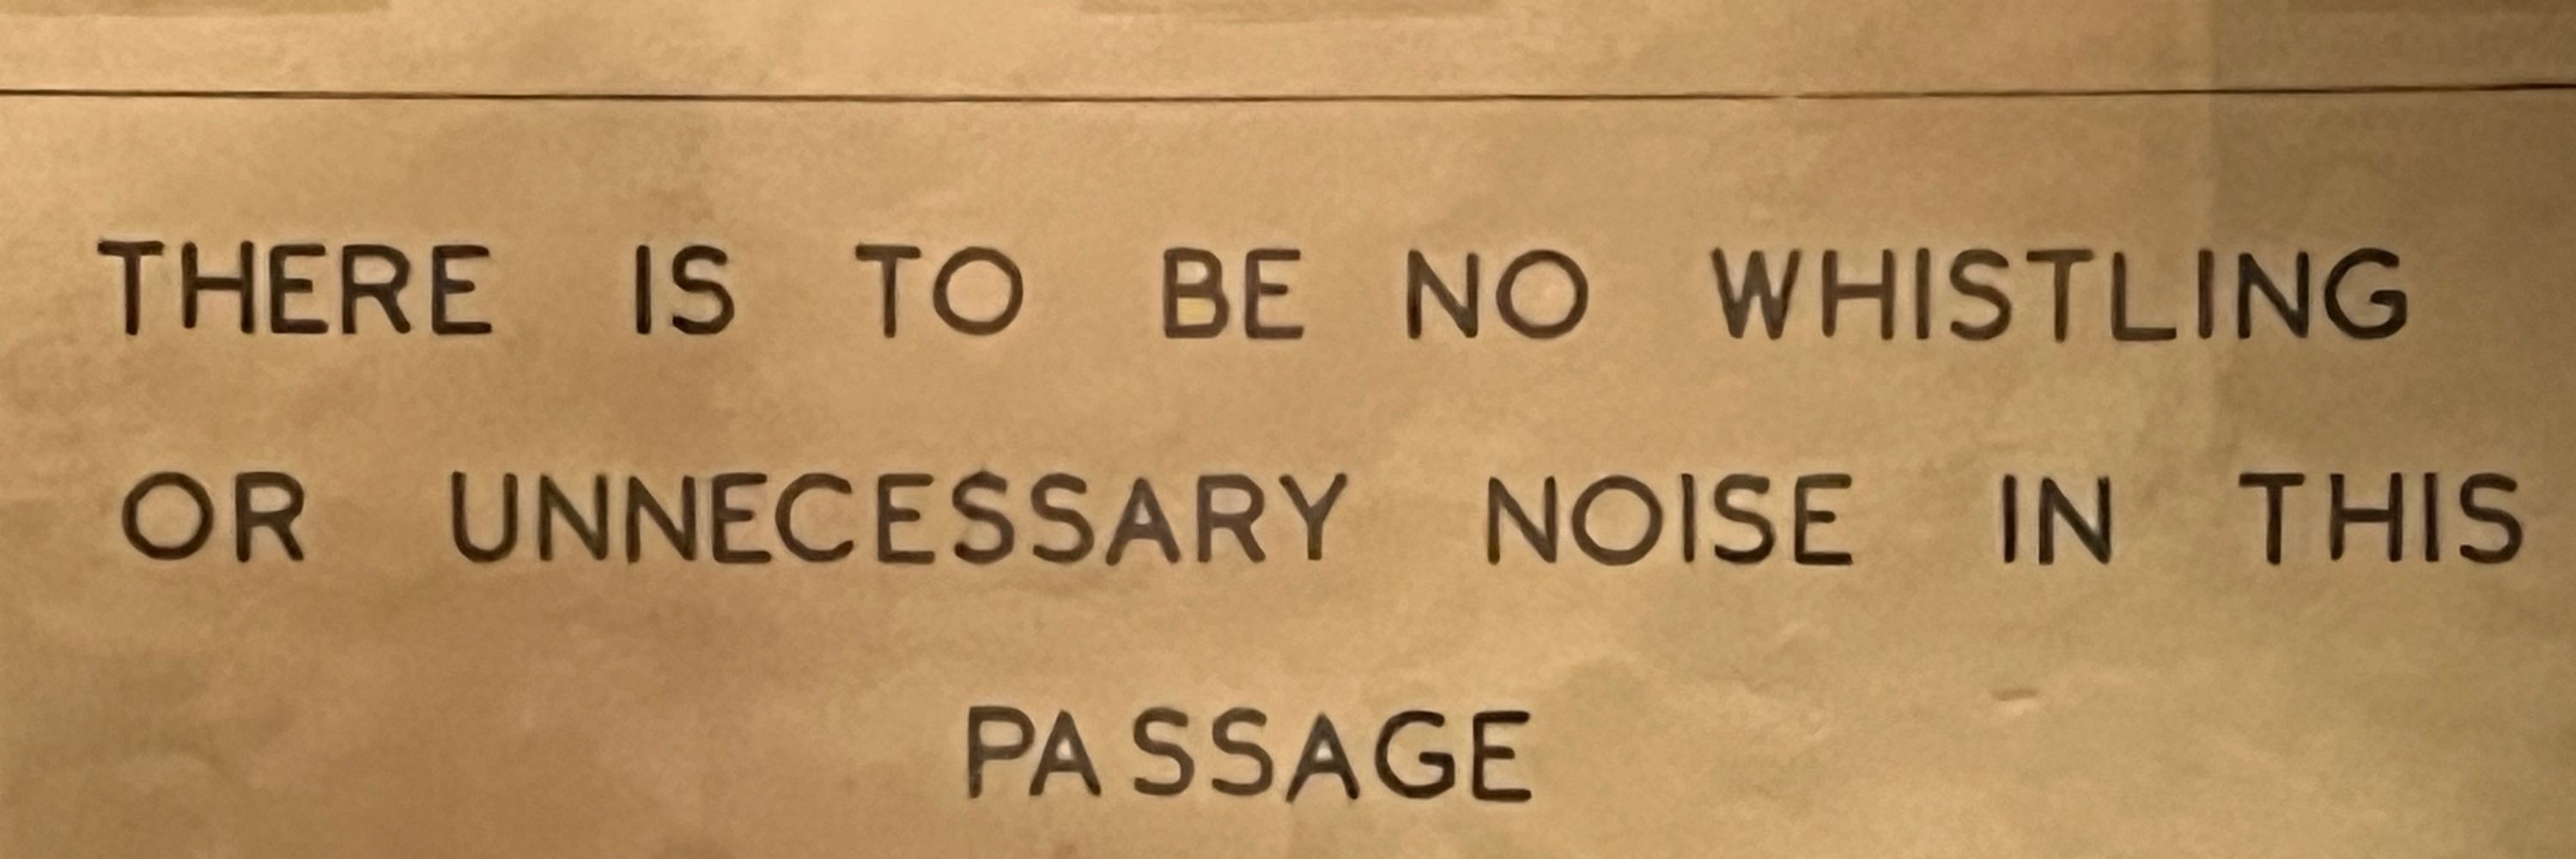 THERE IS TO BE NO WHISTLING
OR UNNECESSARY NOISE IN THIS
PASSAGE